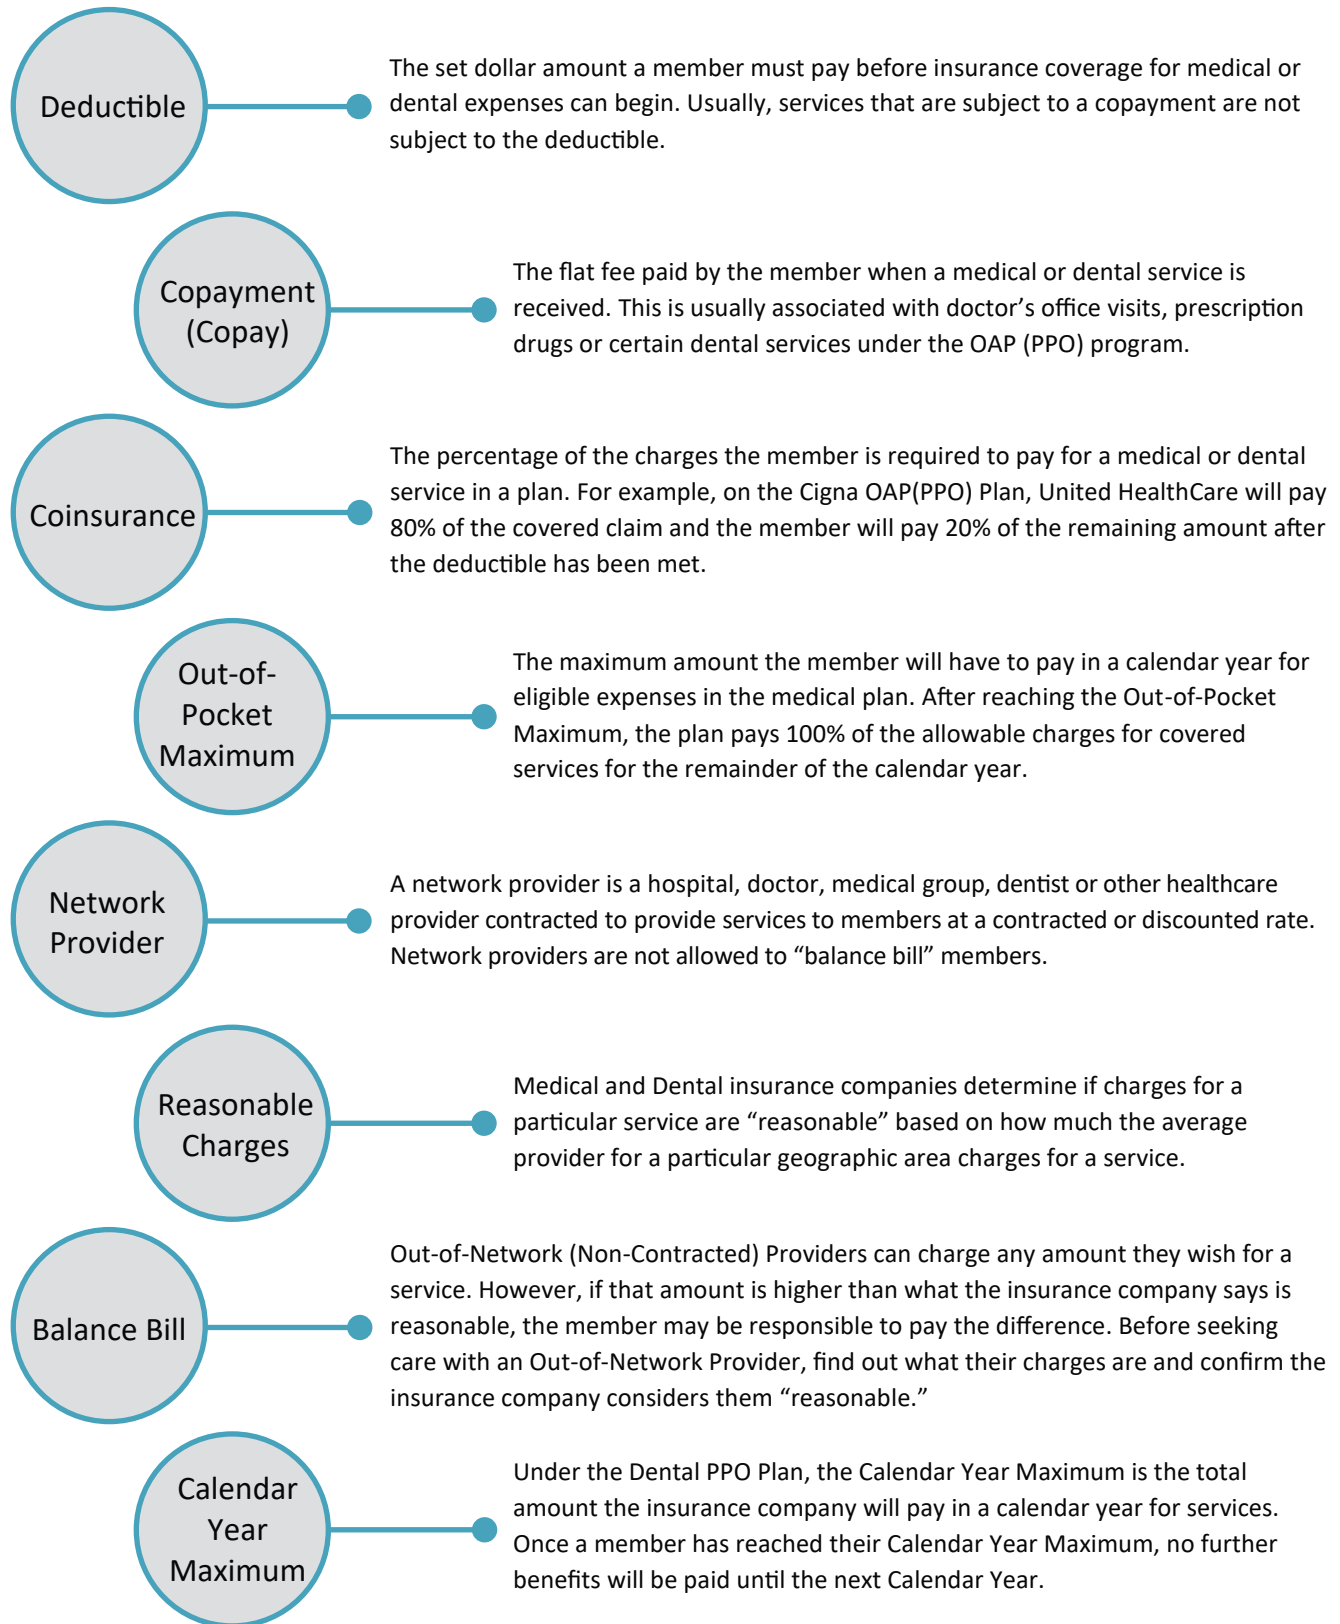 Deductible
The set dollar amount a member must pay before insurance coverage for medical or
dental expenses can begin. Usually, services that are subject to a copayment are not
subject to the deductible.
Copayment
(Copay)
The flat fee paid by the member when a medical or dental service is
received. This is usually associated with doctor’s office visits, prescription
drugs or certain dental services under the OAP (PPO) program.
Coinsurance
The percentage of the charges the member is required to pay for a medical or dental
service in a plan. For example, on the Cigna OAP(PPO) Plan, United HealthCare will pay
80% of the covered claim and the member will pay 20% of the remaining amount after
the deductible has been met.
Out-of-
Pocket
Maximum
The maximum amount the member will have to pay in a calendar year for
eligible expenses in the medical plan. After reaching the Out-of-Pocket
Maximum, the plan pays 100% of the allowable charges for covered
services for the remainder of the calendar year.
Network
Provider
A network provider is a hospital, doctor, medical group, dentist or other healthcare
provider contracted to provide services to members at a contracted or discounted rate.
Network providers are not allowed to “balance bill” members.
Reasonable
Charges
Medical and Dental insurance companies determine if charges for a
particular service are “reasonable” based on how much the average
provider for a particular geographic area charges for a service.
Balance Bill
Out-of-Network (Non-Contracted) Providers can charge any amount they wish for a
service. However, if that amount is higher than what the insurance company says is
reasonable, the member may be responsible to pay the difference. Before seeking
care with an Out-of-Network Provider, find out what their charges are and confirm the
insurance company considers them “reasonable.”
Calendar
Year
Maximum
Under the Dental PPO Plan, the Calendar Year Maximum is the total
amount the insurance company will pay in a calendar year for services.
Once a member has reached their Calendar Year Maximum, no further
benefits will be paid until the next Calendar Year.